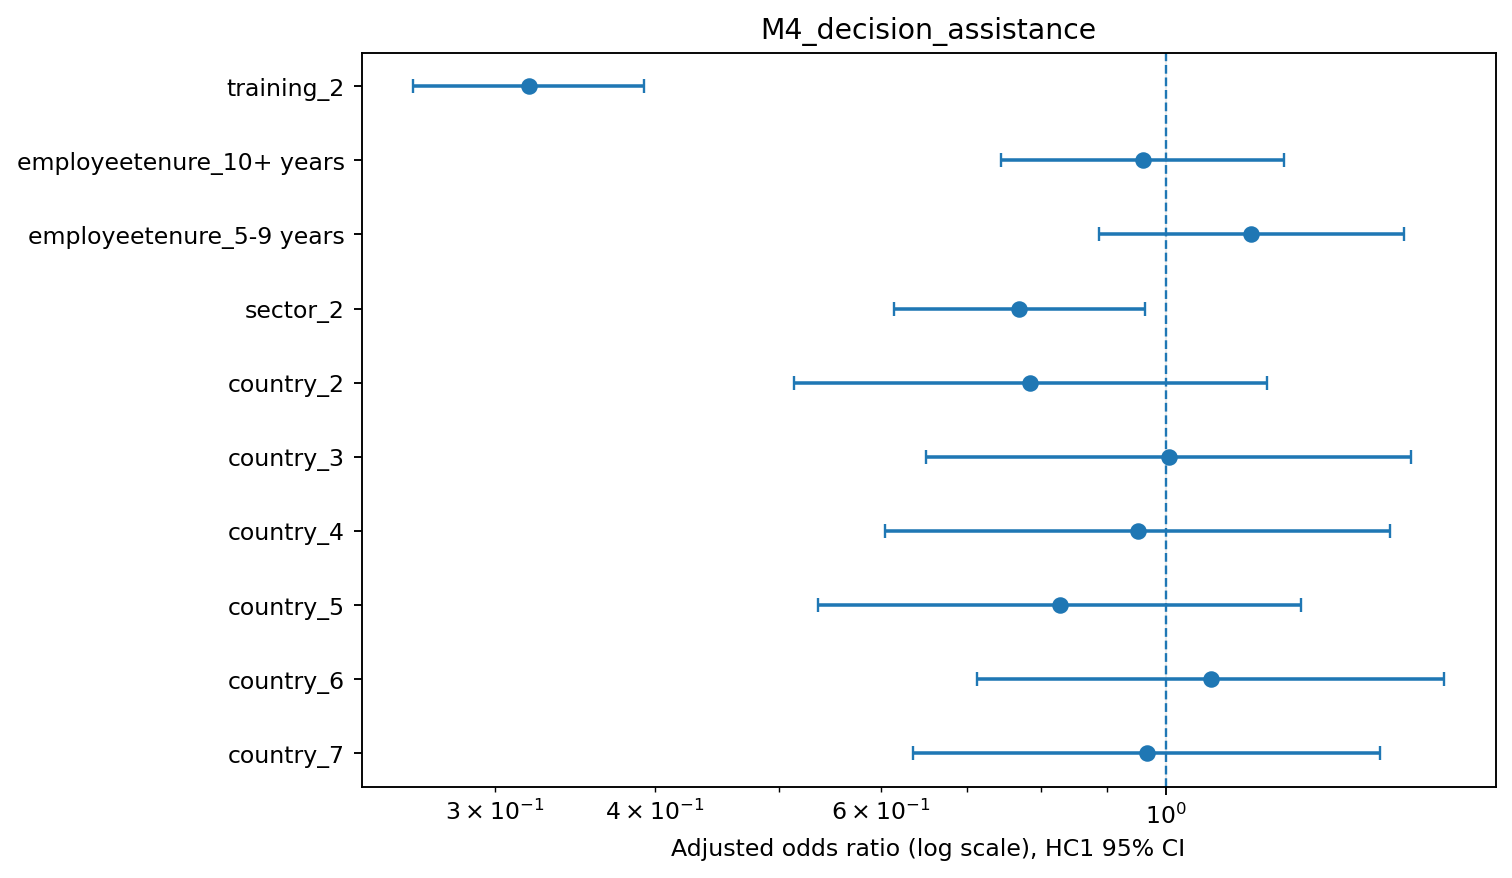 M4_decision_assistance
training_2
employeetenure_10+ years
employeetenure_5-9 years
sector_2
country_2
country_3
country_4
country_5
country_6
country_7
3 × 10⁻¹ 4 × 10⁻¹ 6 × 10⁻¹ 10⁰
Adjusted odds ratio (log scale), HC1 95% CI